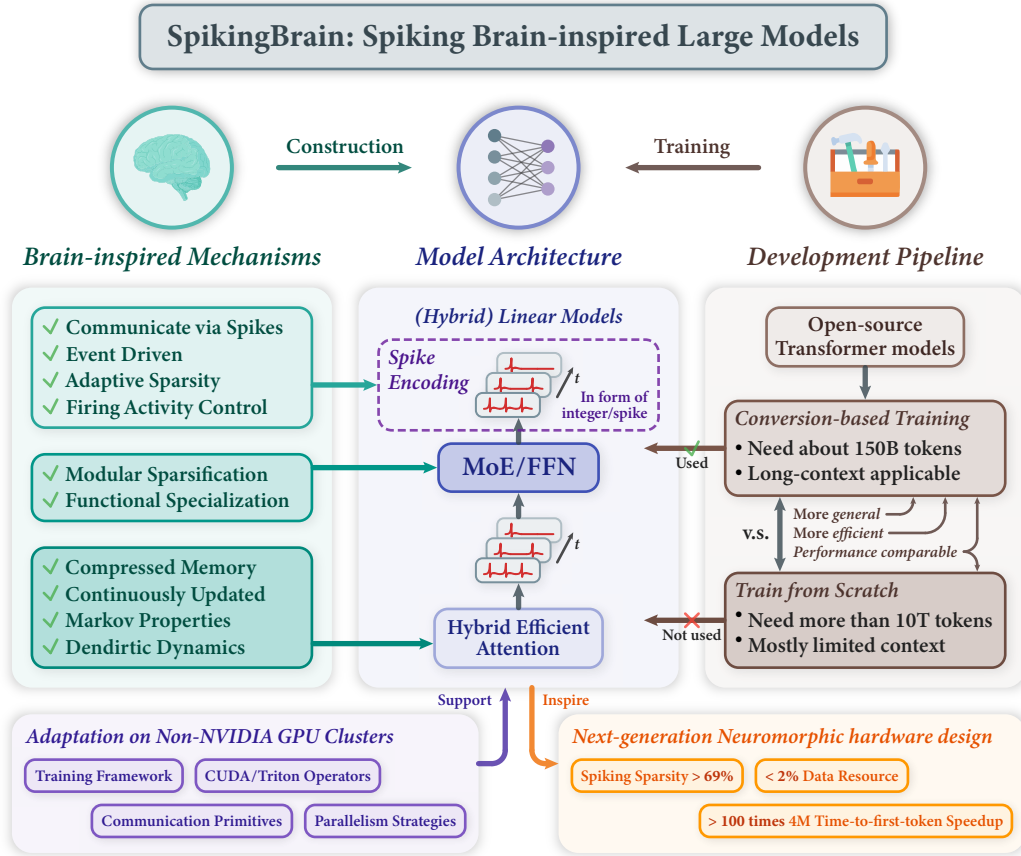 SpikingBrain: Spiking Brain-inspired Large Models
Construction
Training
Brain-inspired Mechanisms
Model Architecture
Development Pipeline
Communicate via Spikes
Event Driven
Adaptive Sparsity
Firing Activity Control
Modular Sparsification
Functional Specialization
Compressed Memory
Continuously Updated
Markov Properties
Dendirtic Dynamics
(Hybrid) Linear Models
Spike
Encoding
t
In form of
integer/spike
MoE/FFN
t
Hybrid Efficient
Attention
Open-source
Transformer models
Conversion-based Training
• Need about 150B tokens
• Long-context applicable
Used
v.s.
More general
More efficient
Performance comparable
Train from Scratch
• Need more than 10T tokens
• Mostly limited context
Not used
Support
Inspire
Adaptation on Non-NVIDIA GPU Clusters
Training Framework
CUDA/Triton Operators
Communication Primitives
Parallelism Strategies
Next-generation Neuromorphic hardware design
Spiking Sparsity > 69%
< 2% Data Resource
> 100 times 4M Time-to-first-token Speedup